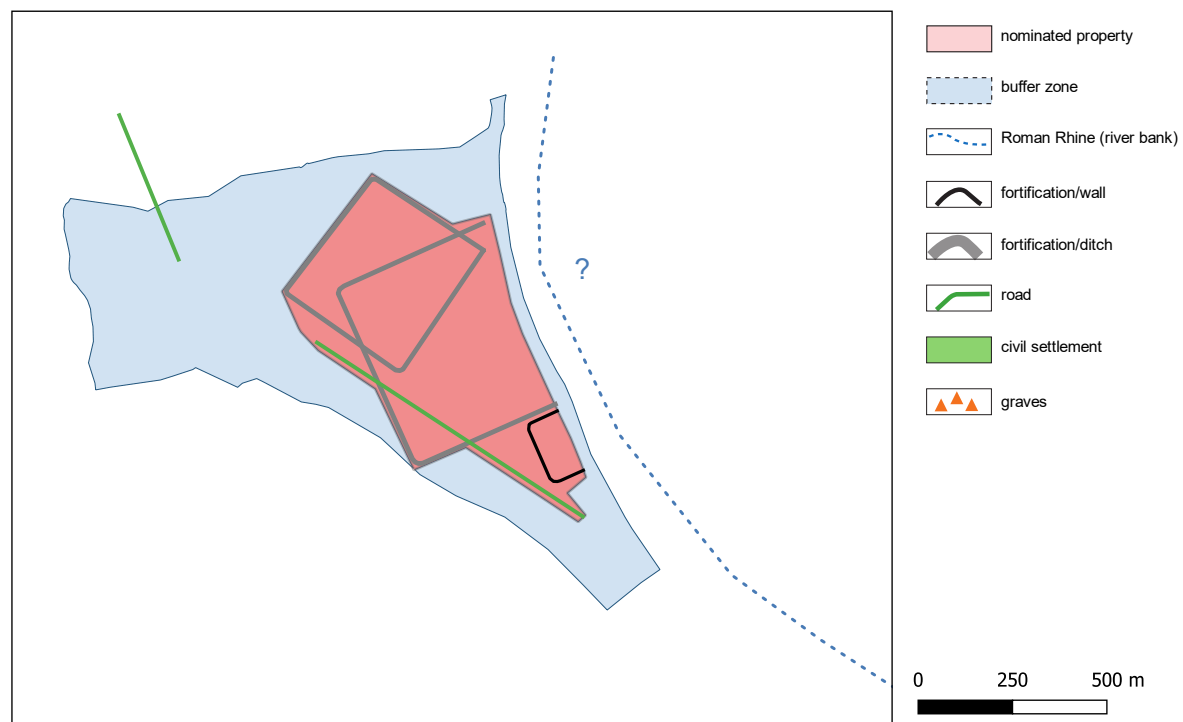 ?
nominated property
buffer zone
Roman Rhine (river bank)
fortification/wall
fortification/ditch
road
civil settlement
graves
0 250 500 m